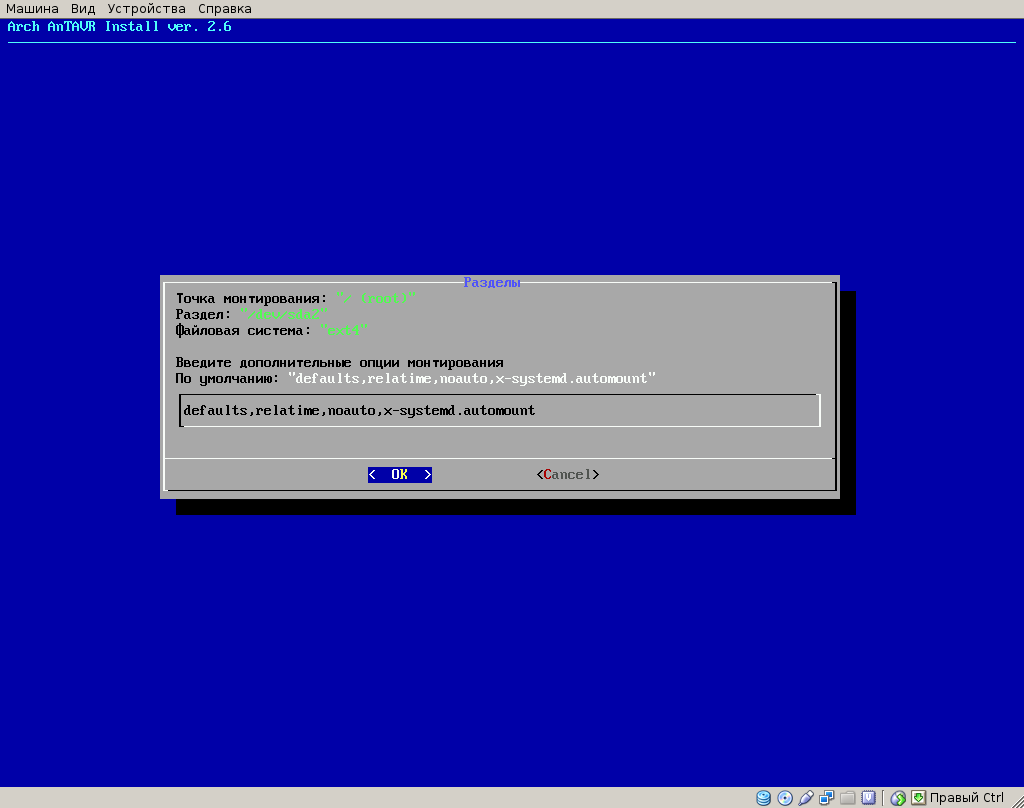 Машина Вид Устройства Справка
Arch AnTAVR Install ver. 2.6
Разделы
Точка монтирования: "/ (root)"
Раздел: "/dev/sda2"
Файловая система: "ext4"
Введите дополнительные опции монтирования
По умолчанию: "defaults,relatime,noauto,x-systemd.automount"
defaults,relatime,noauto,x-systemd.automount
< OK > <Cancel>
Правый Ctrl